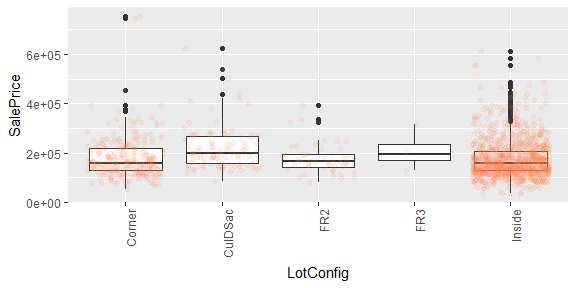 SalePrice
6e+05
4e+05
2e+05
0e+00
Corner
CulDSac
FR2
FR3
Inside
LotConfig